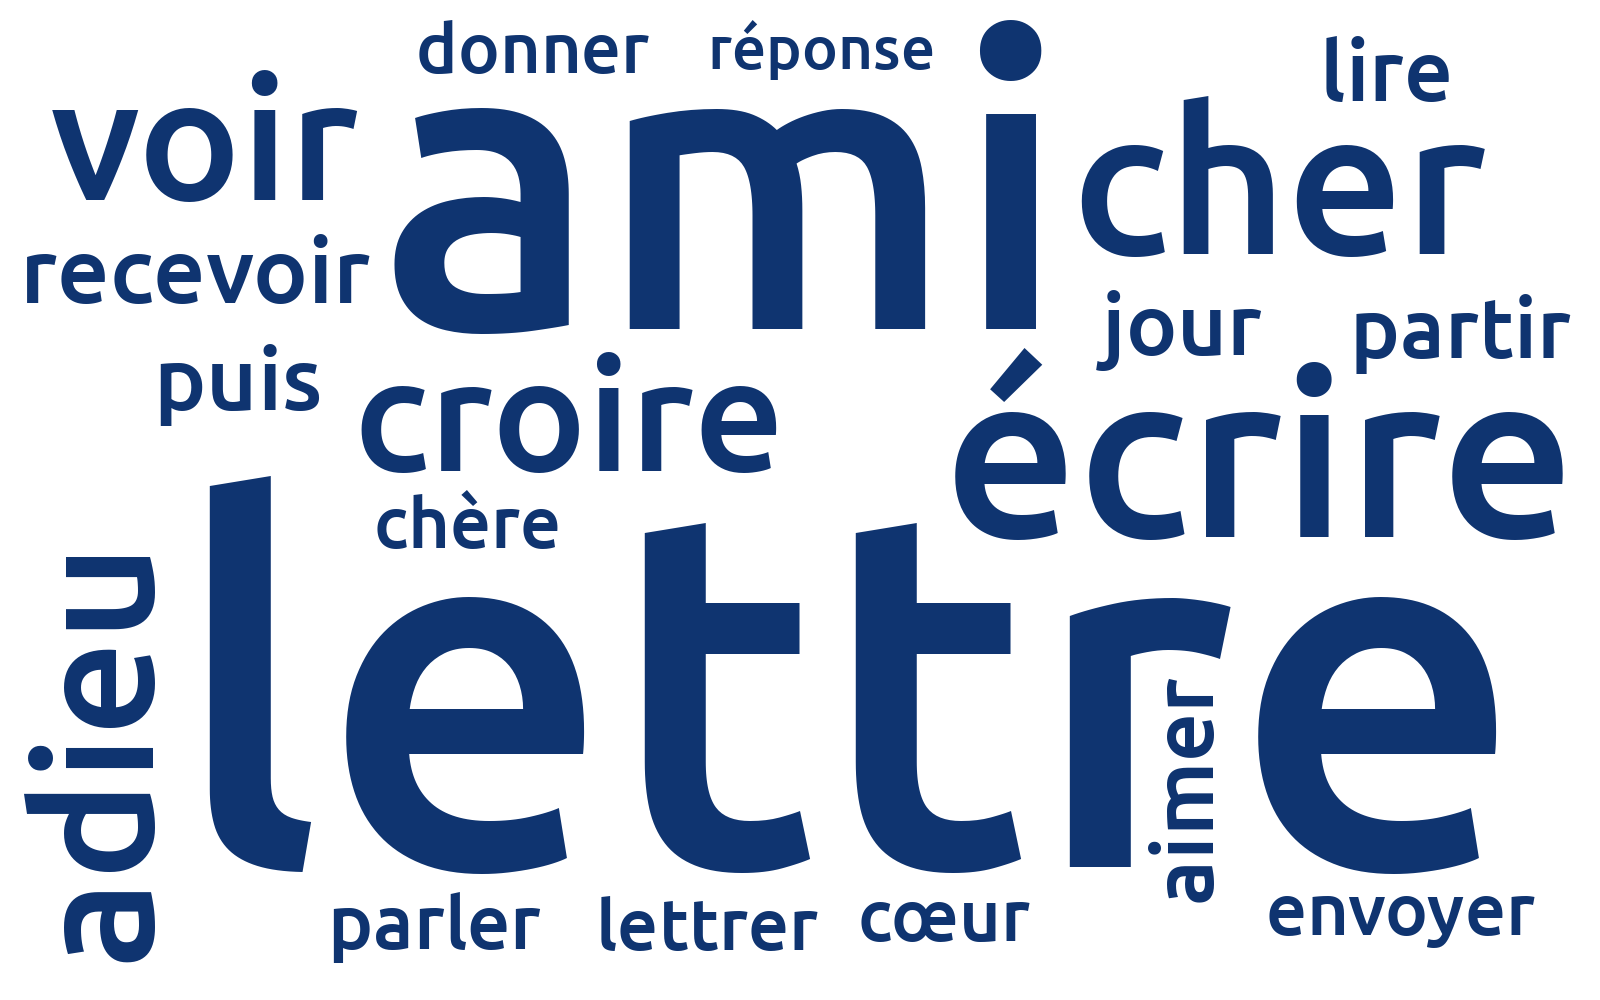 donner
réponse
lire
voir
ami
cher
recevoir
jour
partir
puis
croire
écrire
chère
lettre
adieu
aimer
parler
lettrer
cœur
envoyer